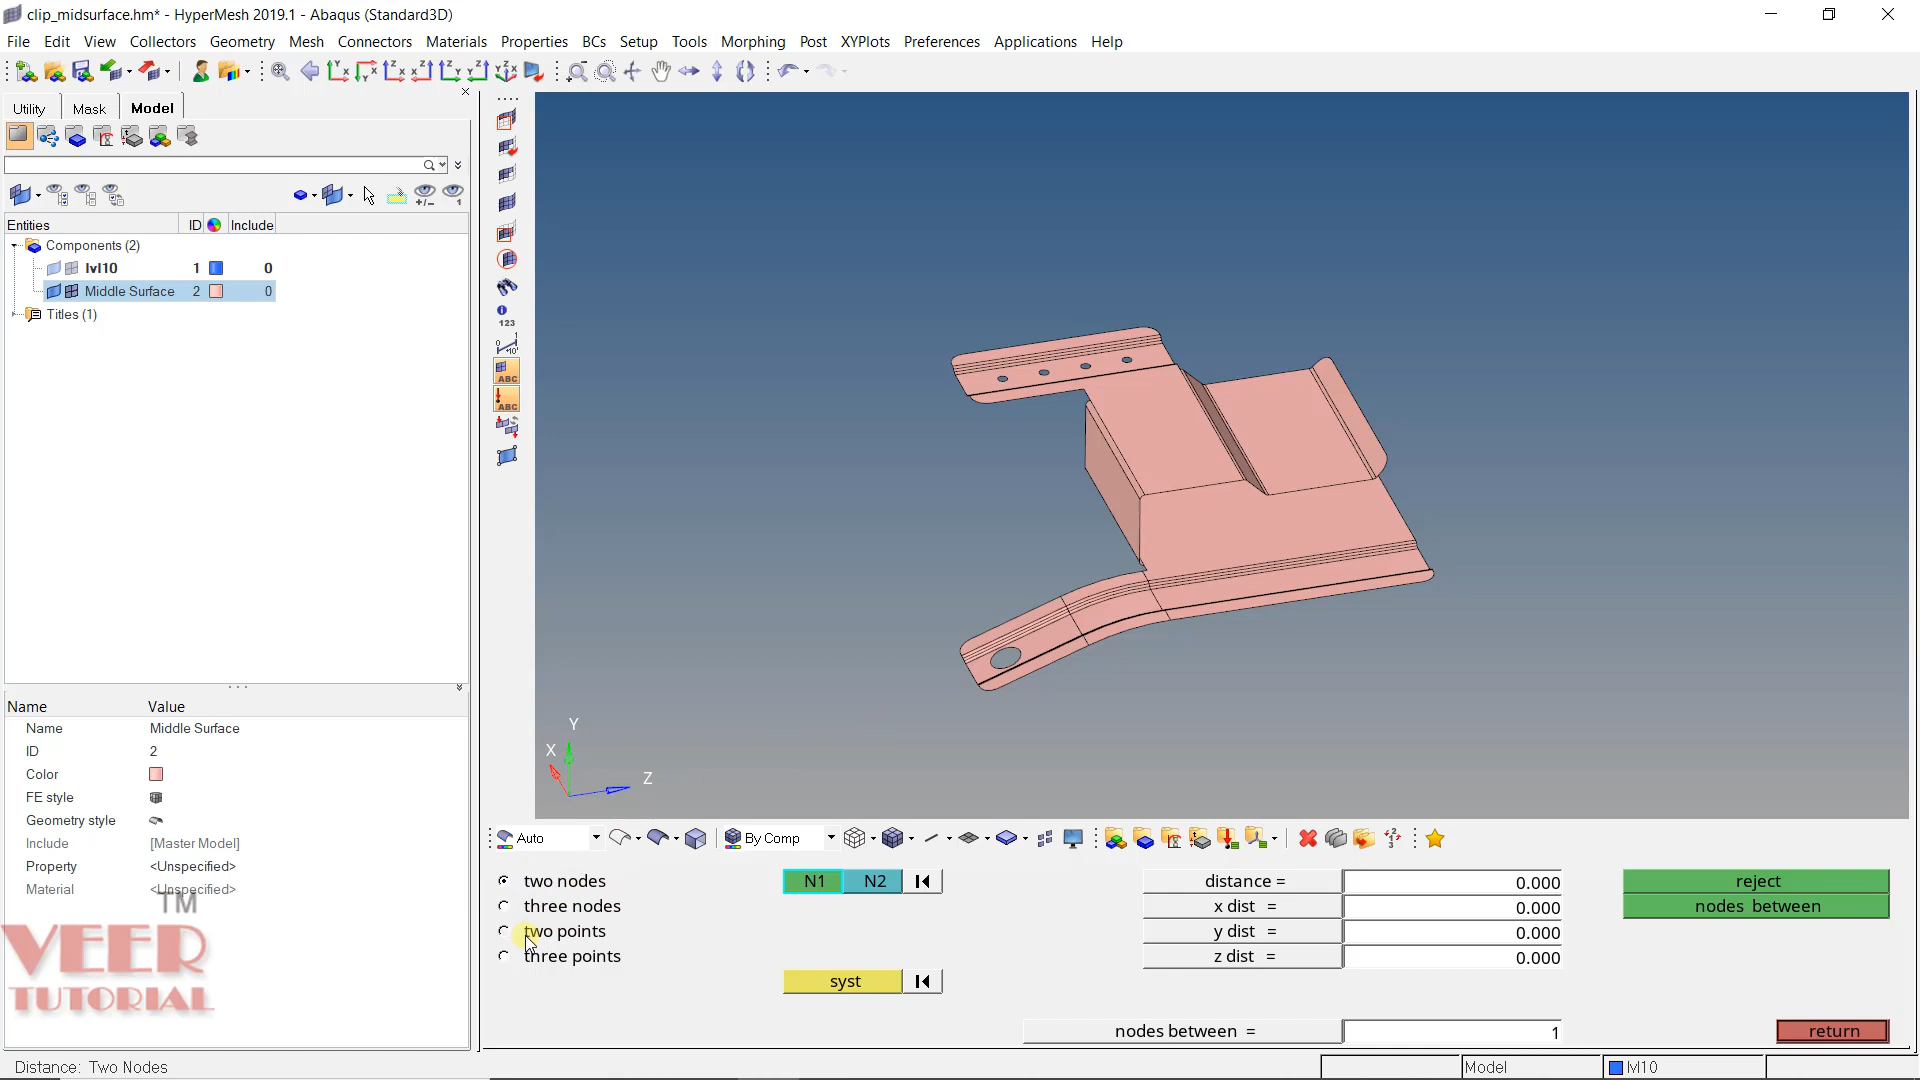 clip_midsurface.hm* - HyperMesh 2019.1 - Abaqus (Standard3D)
File Edit View Collectors Geometry Mesh Connectors Materials Properties BCs Setup Tools Morphing Post XYPlots Preferences Applications Help
Utility Mask Model
Entities ID Include
Components (2)
lvl10 1 0
Middle Surface 2 0
Titles (1)
Name Value
Name Middle Surface
ID 2
Color
FE style
Geometry style
Include [Master Model]
Property <Unspecified>
Material <Unspecified>
TM
VEER
TUTORIAL
123
ABC
ABC
Y
X
Z
Auto By Comp
two nodes N1 N2 distance = 0.000 reject
three nodes x dist = 0.000 nodes between
two points y dist = 0.000
three points z dist = 0.000
syst
nodes between = 1 return
Distance: Two Nodes Model lvl10